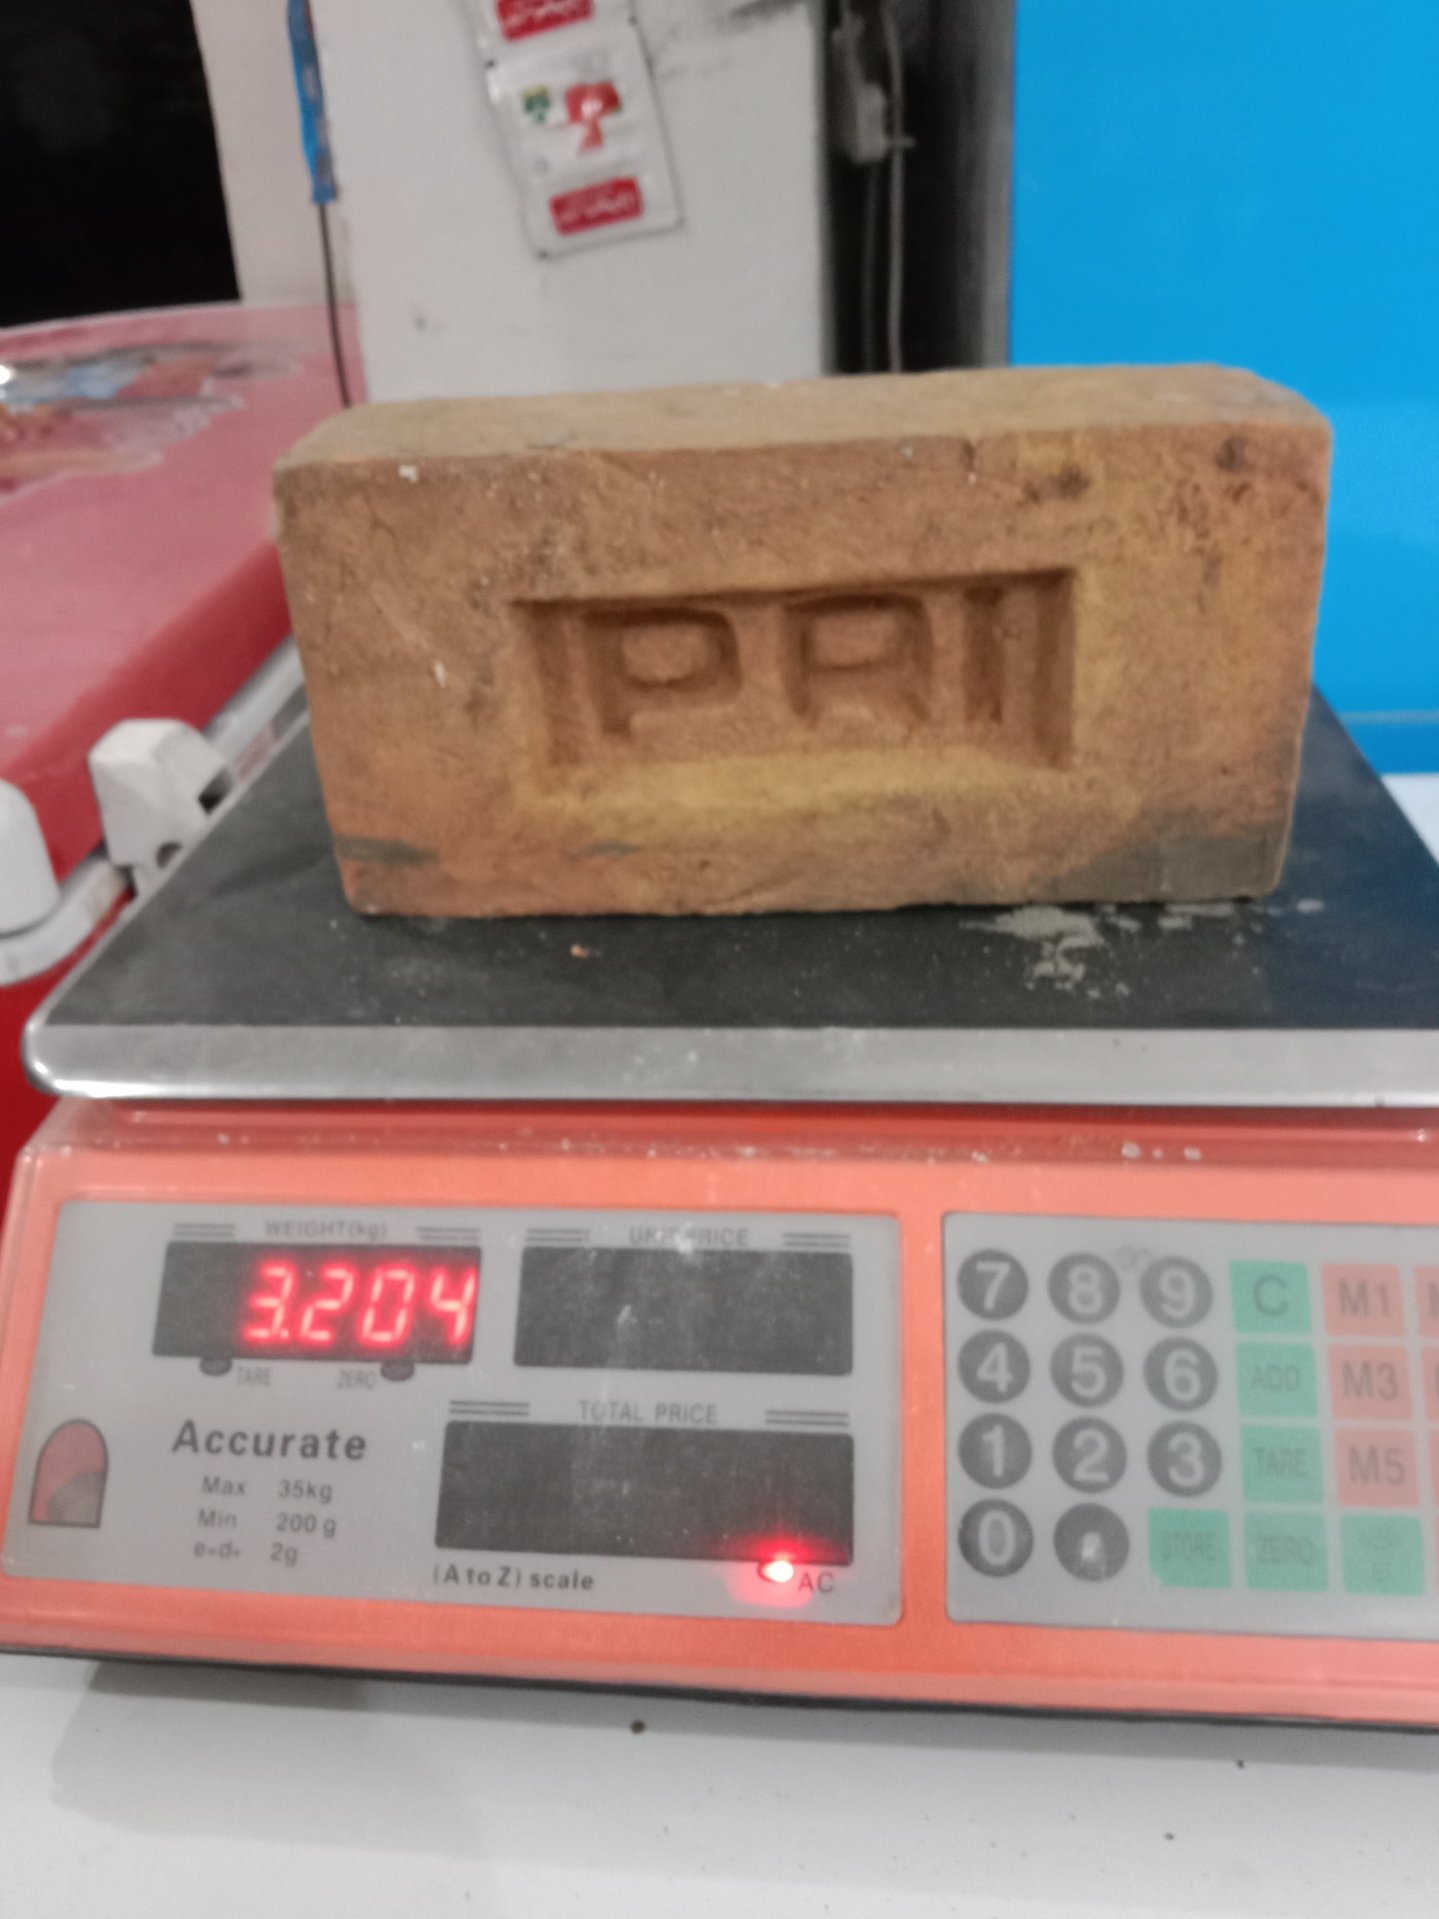 PAI
WEIGHT(kg)
UNIT PRICE
3.204
TARE
ZERO
TOTAL PRICE
Accurate
Max 35kg
Min 200 g
e=d= 2g
(A to Z) scale
AC
7 8 9 C M1
4 5 6 ADD M3
1 2 3 TARE M5
0 . STORE ZERO